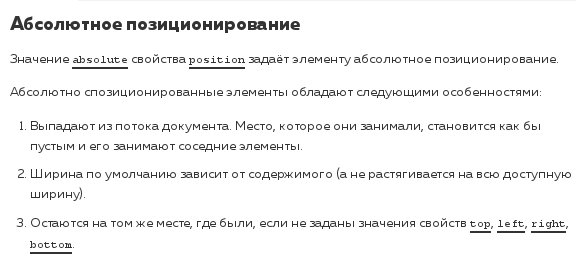 Абсолютное позиционирование
Значение absolute свойства position задаёт элементу абсолютное позиционирование.
Абсолютно спозиционированные элементы обладают следующими особенностями:
1. Выпадают из потока документа. Место, которое они занимали, становится как бы
пустым и его занимают соседние элементы.
2. Ширина по умолчанию зависит от содержимого (а не растягивается на всю доступную
ширину).
3. Остаются на том же месте, где были, если не заданы значения свойств top, left, right,
bottom.